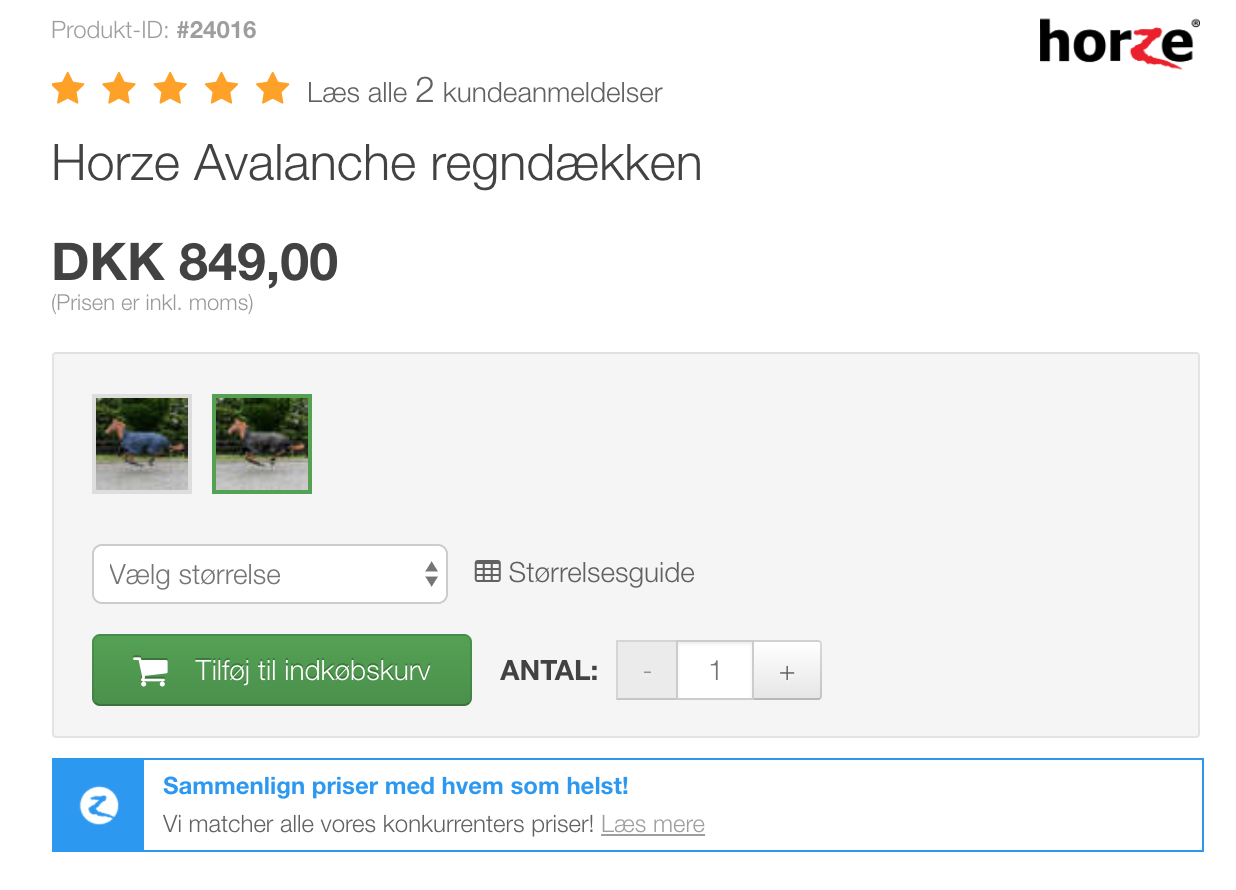 Produkt-ID: #24016
horze®
Læs alle 2 kundeanmeldelser
Horze Avalanche regndækken
DKK 849,00
(Prisen er inkl. moms)
Vælg størrelse
Størrelsesguide
Tilføj til indkøbskurv
ANTAL:
-
1
+
Sammenlign priser med hvem som helst!
Vi matcher alle vores konkurrenters priser! Læs mere